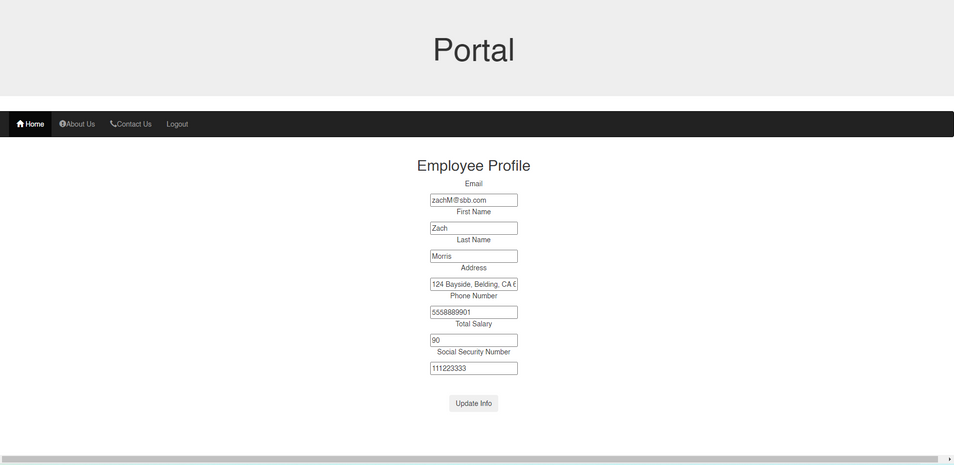 Portal
Home About Us Contact Us Logout
Employee Profile
Email
zachM@sbb.com
First Name
Zach
Last Name
Morris
Address
124 Bayside, Belding, CA
Phone Number
5558889901
Total Salary
90
Social Security Number
111223333
Update Info